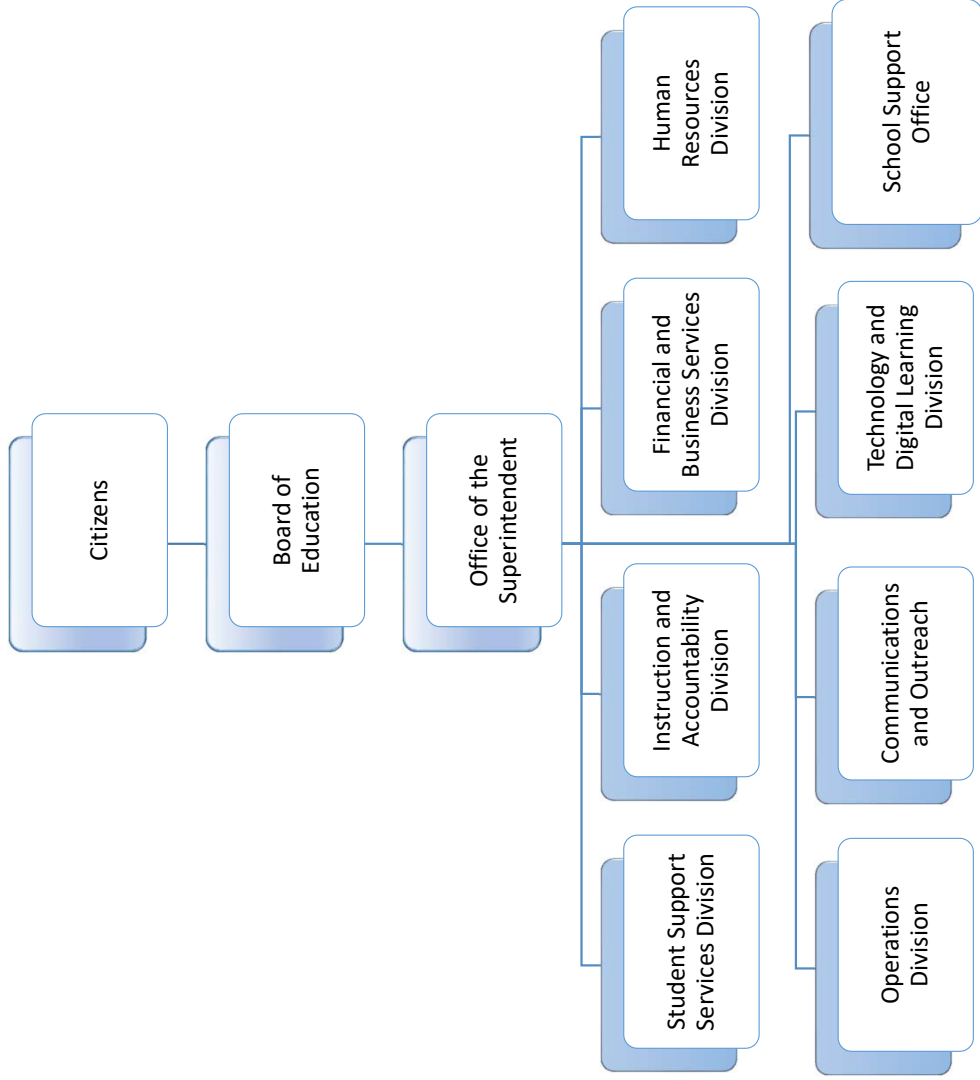 Citizens
Board of
Education
Office of the
Superintendent
Student Support
Services Division
Instruction and
Accountability
Division
Financial and
Business Services
Division
Human
Resources
Division
Operations
Division
Communications
and Outreach
Technology and
Digital Learning
Division
School Support
Office